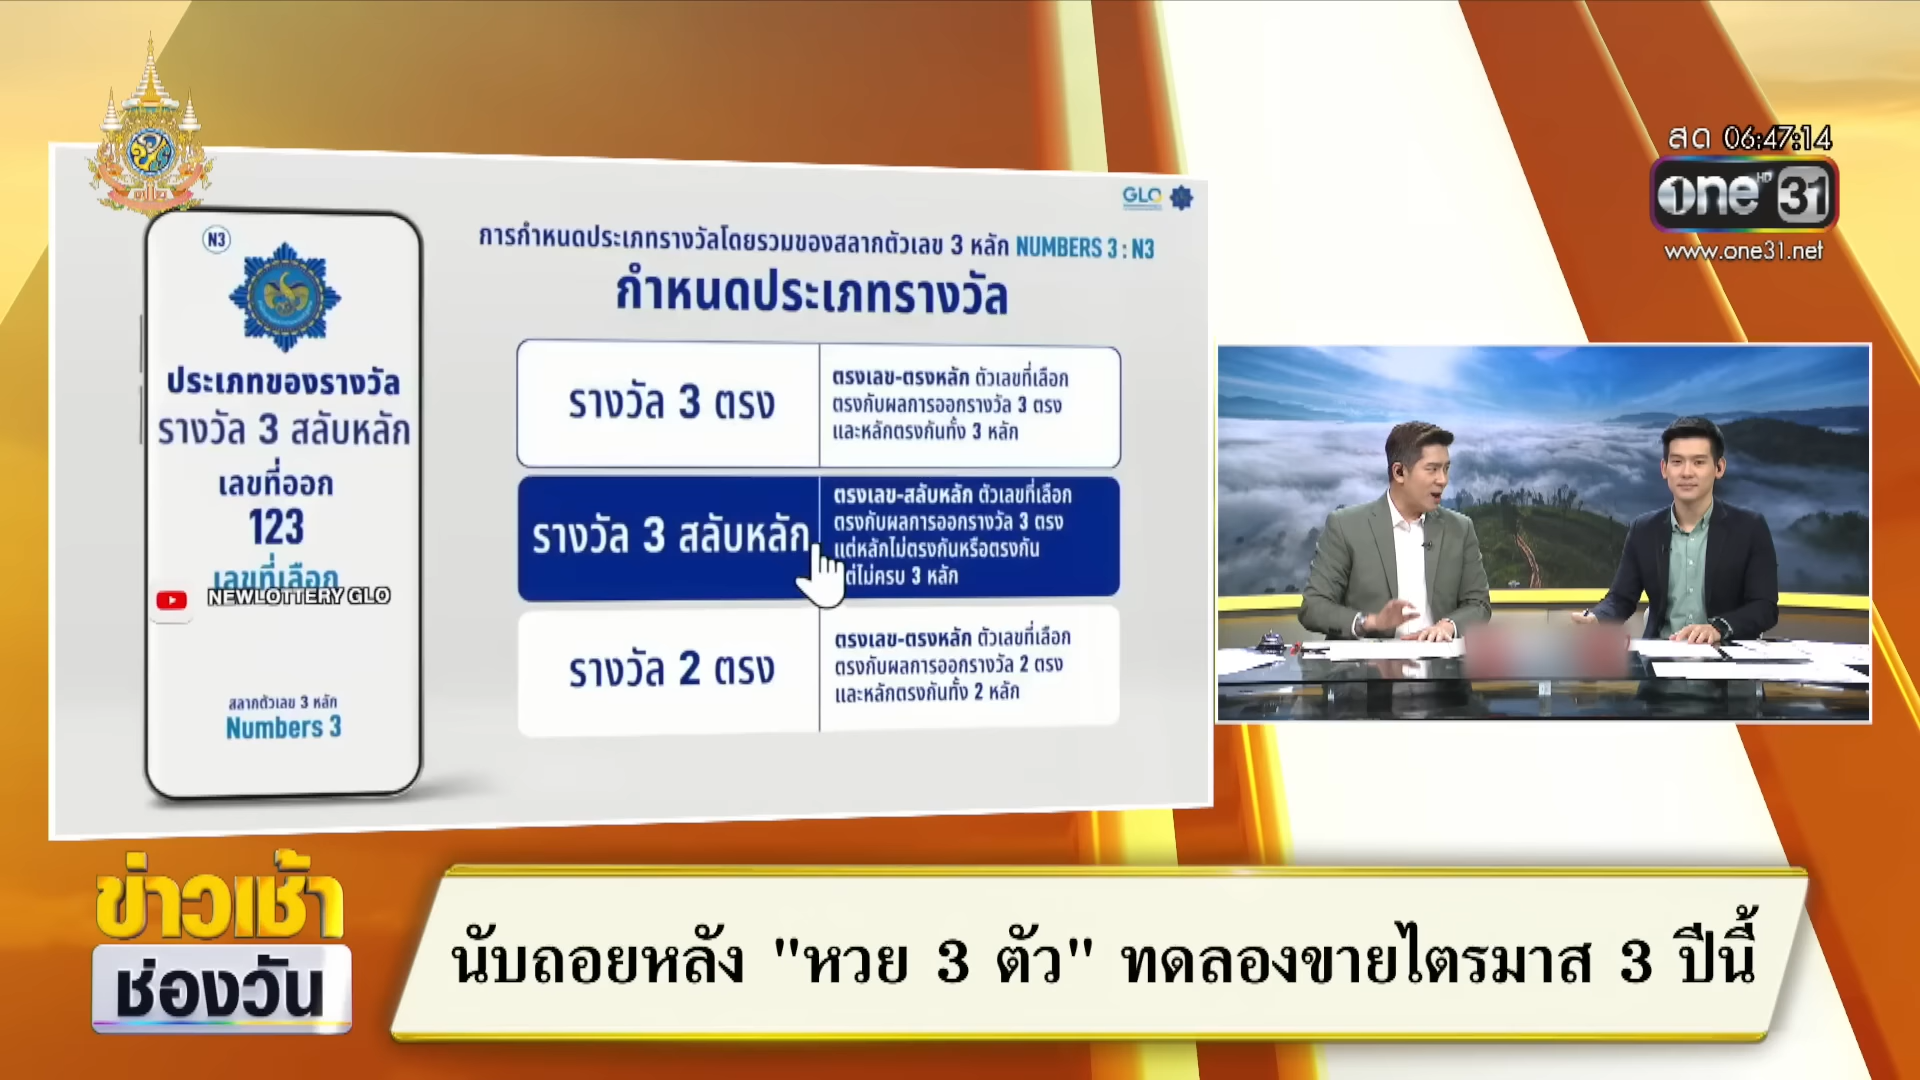 สด 06:47:14
one HD 31
www.one31.net
GLO
การกำหนดประเภทรางวัลโดยรวมของสลากตัวเลข 3 หลัก NUMBERS 3 : N3
กำหนดประเภทรางวัล
N3
ประเภทของรางวัล
รางวัล 3 สลับหลัก
เลขที่ออก
123
เลขที่เลือก
NEWLOTTERY GLO
สลากตัวเลข 3 หลัก
Numbers 3
รางวัล 3 ตรง
ตรงเลข-ตรงหลัก ตัวเลขที่เลือก
ตรงกับผลการออกรางวัล 3 ตรง
และหลักตรงกันทั้ง 3 หลัก
รางวัล 3 สลับหลัก
ตรงเลข-สลับหลัก ตัวเลขที่เลือก
ตรงกับผลการออกรางวัล 3 ตรง
แต่หลักไม่ตรงกันหรือตรงกัน
แต่ไม่ครบ 3 หลัก
รางวัล 2 ตรง
ตรงเลข-ตรงหลัก ตัวเลขที่เลือก
ตรงกับผลการออกรางวัล 2 ตรง
และหลักตรงกันทั้ง 2 หลัก
ข่าวเช้า
ช่องวัน
นับถอยหลัง "หวย 3 ตัว" ทดลองขายไตรมาส 3 ปีนี้